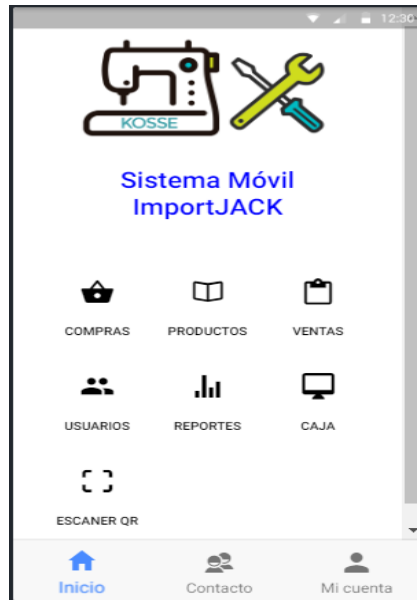 12:30
KOSSE
Sistema Móvil
ImportJACK
COMPRAS PRODUCTOS VENTAS
USUARIOS REPORTES CAJA
ESCANER QR
Inicio Contacto Mi cuenta